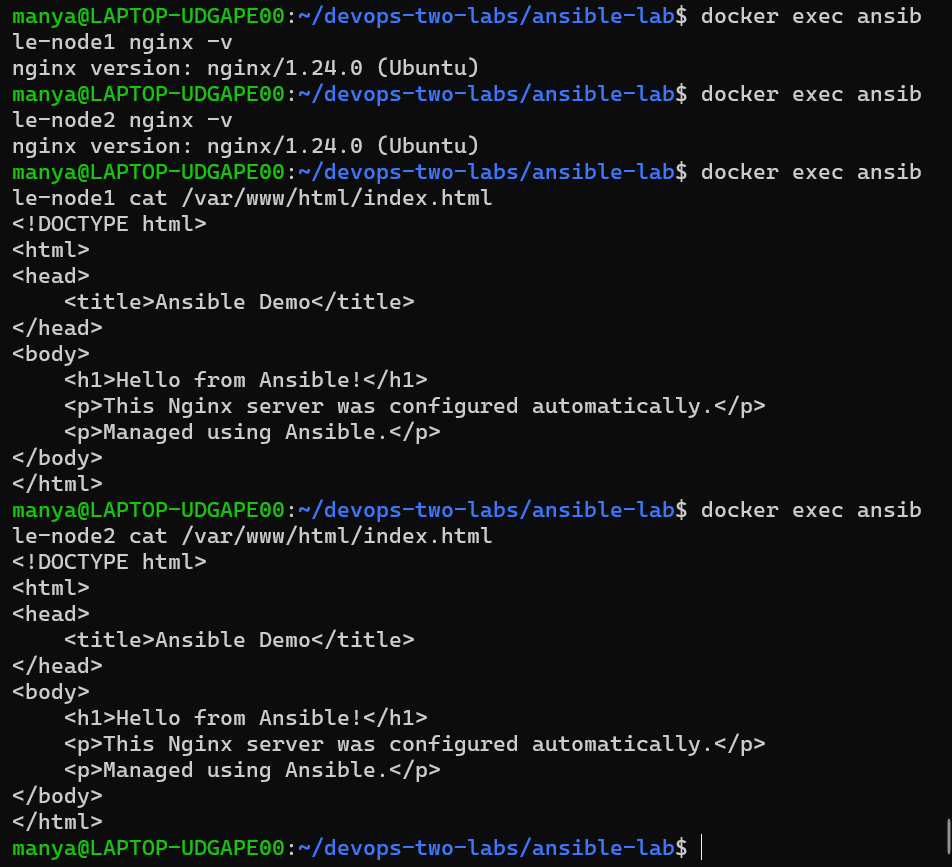 manya@LAPTOP-UDGAPE00:~/devops-two-labs/ansible-lab$ docker exec ansib
le-node1 nginx -v
nginx version: nginx/1.24.0 (Ubuntu)
manya@LAPTOP-UDGAPE00:~/devops-two-labs/ansible-lab$ docker exec ansib
le-node2 nginx -v
nginx version: nginx/1.24.0 (Ubuntu)
manya@LAPTOP-UDGAPE00:~/devops-two-labs/ansible-lab$ docker exec ansib
le-node1 cat /var/www/html/index.html
<!DOCTYPE html>
<html>
<head>
    <title>Ansible Demo</title>
</head>
<body>
    <h1>Hello from Ansible!</h1>
    <p>This Nginx server was configured automatically.</p>
    <p>Managed using Ansible.</p>
</body>
</html>
manya@LAPTOP-UDGAPE00:~/devops-two-labs/ansible-lab$ docker exec ansib
le-node2 cat /var/www/html/index.html
<!DOCTYPE html>
<html>
<head>
    <title>Ansible Demo</title>
</head>
<body>
    <h1>Hello from Ansible!</h1>
    <p>This Nginx server was configured automatically.</p>
    <p>Managed using Ansible.</p>
</body>
</html>
manya@LAPTOP-UDGAPE00:~/devops-two-labs/ansible-lab$